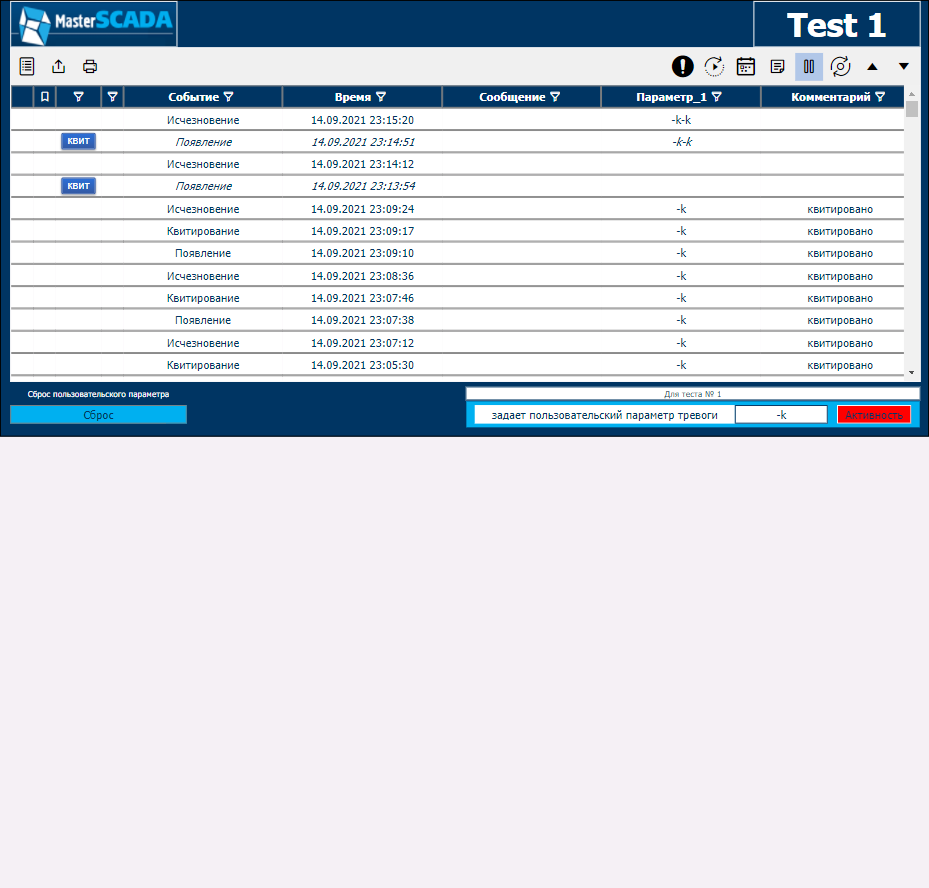 MasterSCADA
Test 1
Событие Время Сообщение Параметр_1 Комментарий
Исчезновение 14.09.2021 23:15:20 -k-k
КВИТ Появление 14.09.2021 23:14:51 -k-k
Исчезновение 14.09.2021 23:14:12
КВИТ Появление 14.09.2021 23:13:54
Исчезновение 14.09.2021 23:09:24 -k квитировано
Квитирование 14.09.2021 23:09:17 -k квитировано
Появление 14.09.2021 23:09:10 -k квитировано
Исчезновение 14.09.2021 23:08:36 -k квитировано
Квитирование 14.09.2021 23:07:46 -k квитировано
Появление 14.09.2021 23:07:38 -k квитировано
Исчезновение 14.09.2021 23:07:12 -k квитировано
Квитирование 14.09.2021 23:05:30 -k квитировано
Сброс пользовательского параметра Для теста № 1
Сброс задает пользовательский параметр тревоги -k Активность